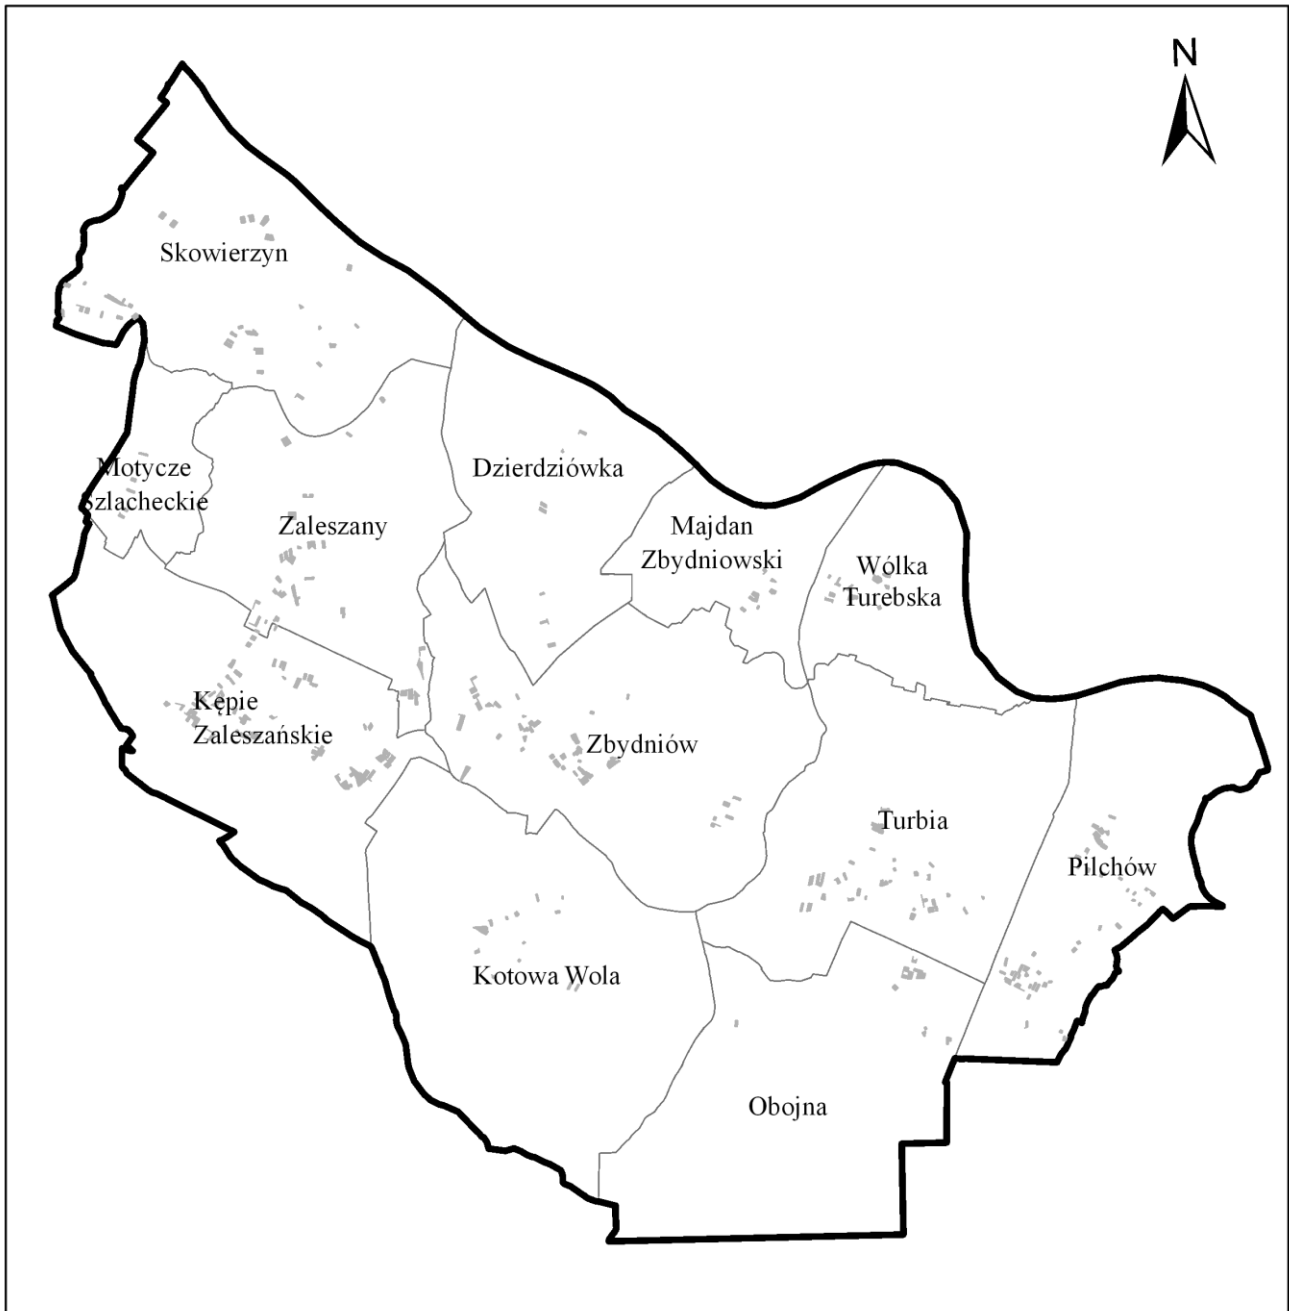 N
Skowierzyn
Motycze
Szlacheckie
Dzierdziówka
Zaleszany
Majdan
Zbydniowski
Wólka
Turebska
Kępie
Zaleszańskie
Zbydniów
Turbia
Pilchów
Kotowa Wola
Obojna